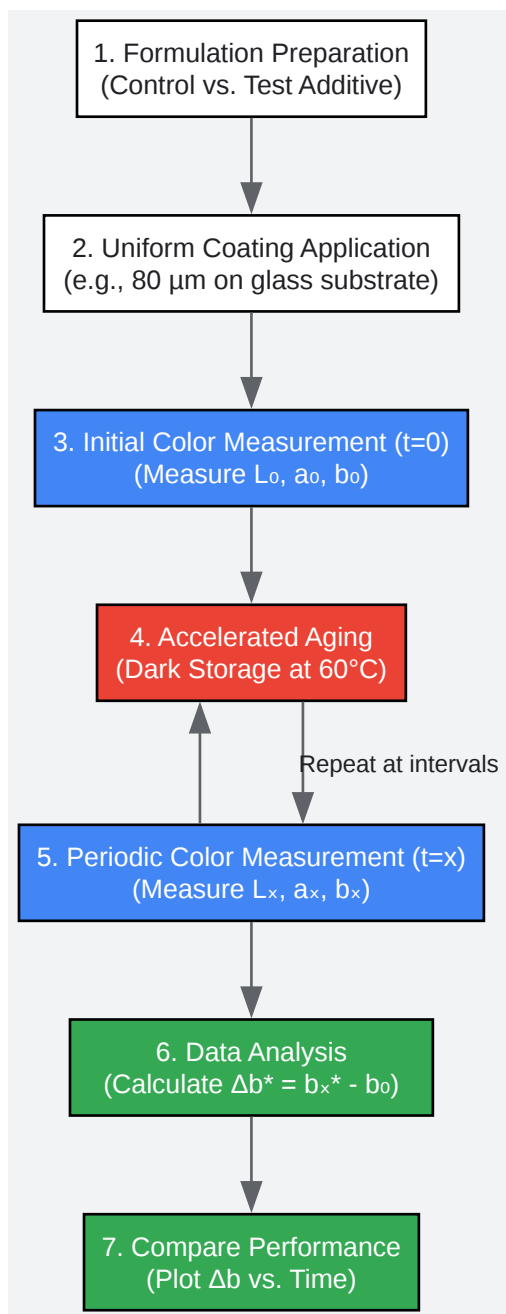 1. Formulation Preparation
(Control vs. Test Additive)
2. Uniform Coating Application
(e.g., 80 µm on glass substrate)
3. Initial Color Measurement (t=0)
(Measure L₀, a₀, b₀)
4. Accelerated Aging
(Dark Storage at 60°C)
Repeat at intervals
5. Periodic Color Measurement (t=x)
(Measure Lₓ, aₓ, bₓ)
6. Data Analysis
(Calculate Δb* = bₓ* - b₀)
7. Compare Performance
(Plot Δb vs. Time)